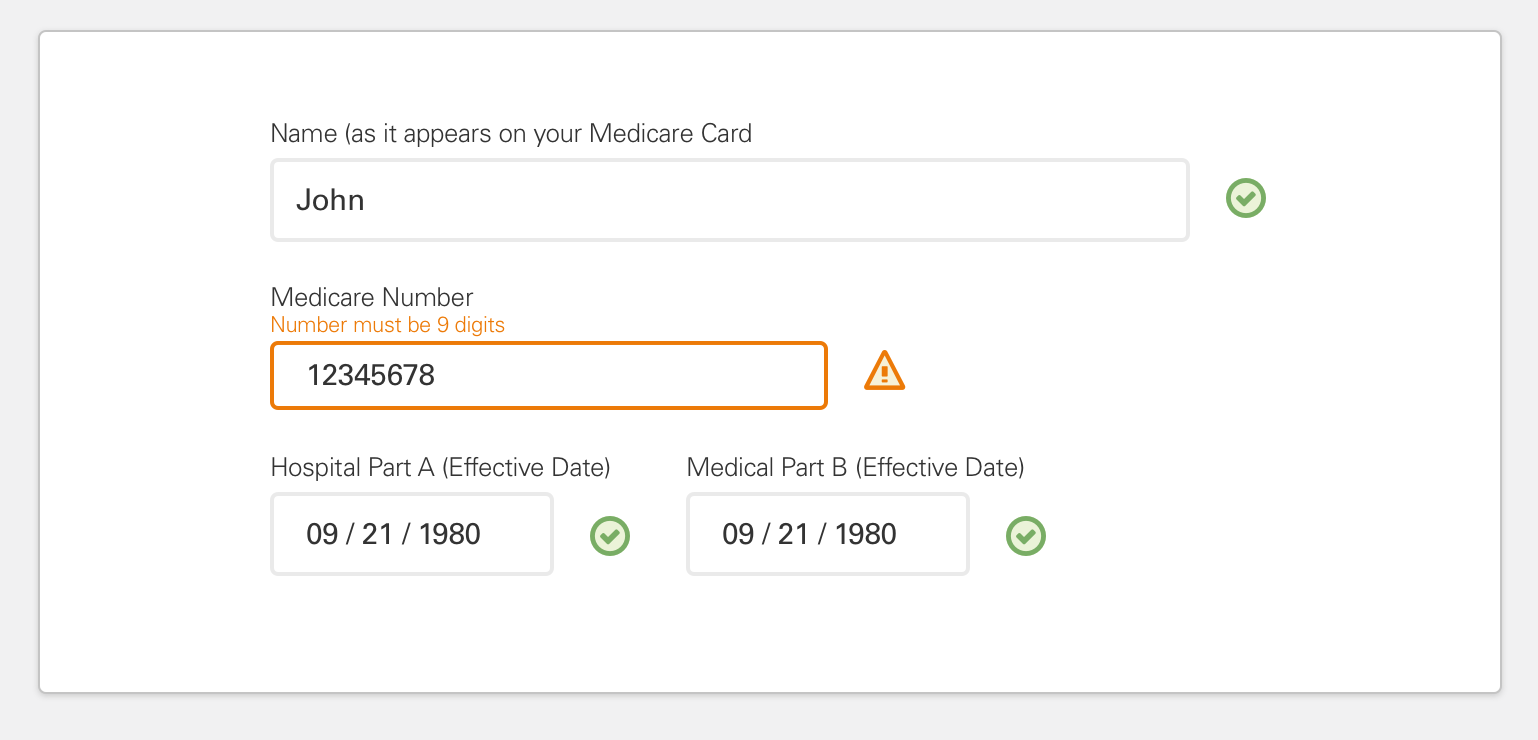 Name (as it appears on your Medicare Card
John
Medicare Number
Number must be 9 digits
12345678
Hospital Part A (Effective Date) Medical Part B (Effective Date)
09 / 21 / 1980 09 / 21 / 1980